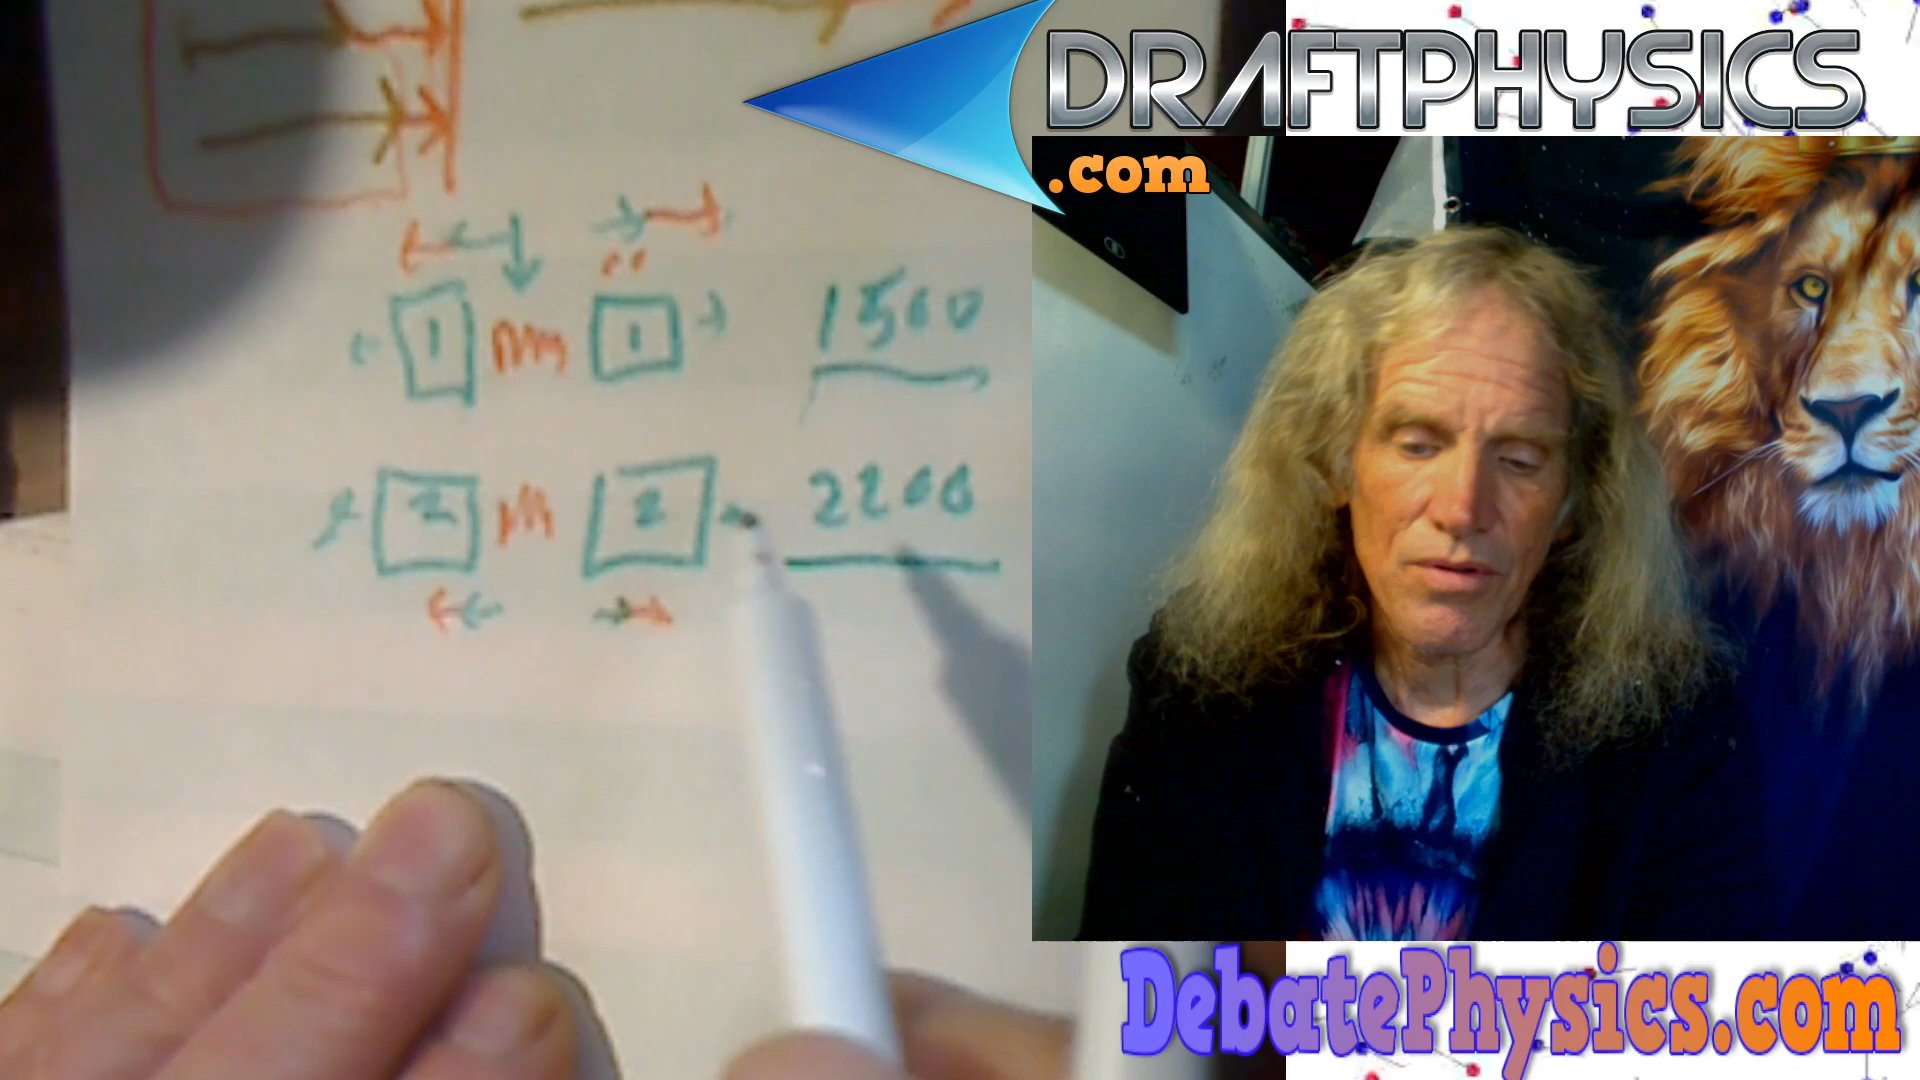 DRAFTPHYSICS
.com
1 m 1 1500
2 m 2 2200
DebatePhysics.com